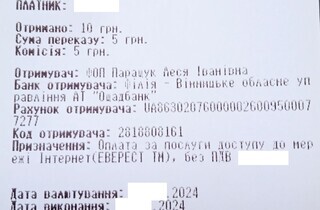 ПЛАТНИК:
Отримано: 10 грн.
Сума переказу: 5 грн.
Комісія: 5 грн.
Отримувач: ФОП Паращук Леся Іванівна
Банк отримувача: Філія - Вінницьке обласне уп
равління АТ "Ощадбанк"
Рахунок отримувача: UA863020760000002600950007
7277
Код отримувача: 2818808161
Призначення: Оплата за послуги доступу до мер
ежі Інтернет(ЕВЕРЕСТ ТМ), без ПДВ
Дата валютування: .2024
Дата виконання: .2024